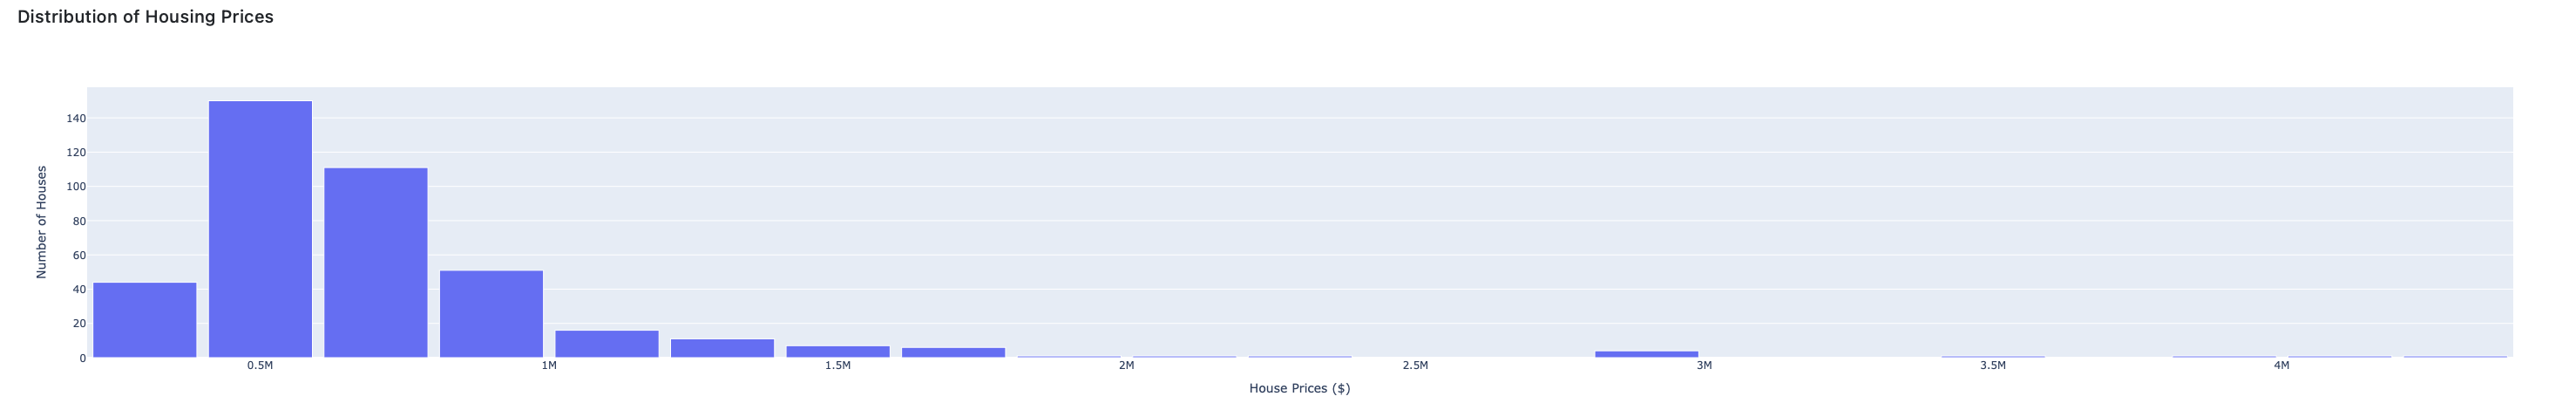 Distribution of Housing Prices
Number of Houses
140
120
100
80
60
40
20
0
0.5M 1M 1.5M 2M 2.5M 3M 3.5M 4M
House Prices ($)